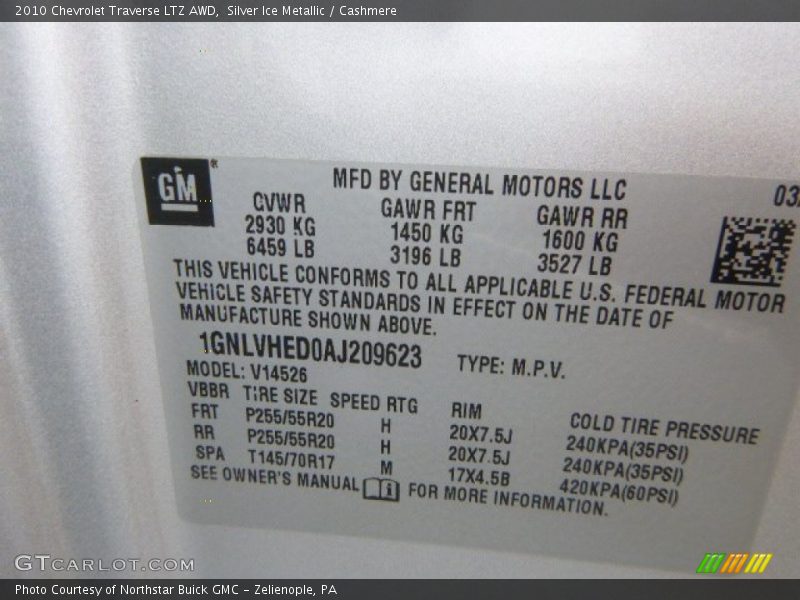 2010 Chevrolet Traverse LTZ AWD, Silver Ice Metallic / Cashmere
GM®
MFD BY GENERAL MOTORS LLC
03/
GVWR GAWR FRT GAWR RR
2930 KG 1450 KG 1600 KG
6459 LB 3196 LB 3527 LB
THIS VEHICLE CONFORMS TO ALL APPLICABLE U.S. FEDERAL MOTOR
VEHICLE SAFETY STANDARDS IN EFFECT ON THE DATE OF
MANUFACTURE SHOWN ABOVE.
1GNLVHED0AJ209623 TYPE: M.P.V.
MODEL: V14526
VBBR TIRE SIZE SPEED RTG RIM COLD TIRE PRESSURE
FRT P255/55R20 H 20X7.5J 240KPA(35PSI)
RR P255/55R20 H 20X7.5J 240KPA(35PSI)
SPA T145/70R17 M 17X4.5B 420KPA(60PSI)
SEE OWNER'S MANUAL FOR MORE INFORMATION.
GTCARLOT.COM
Photo Courtesy of Northstar Buick GMC – Zelienople, PA